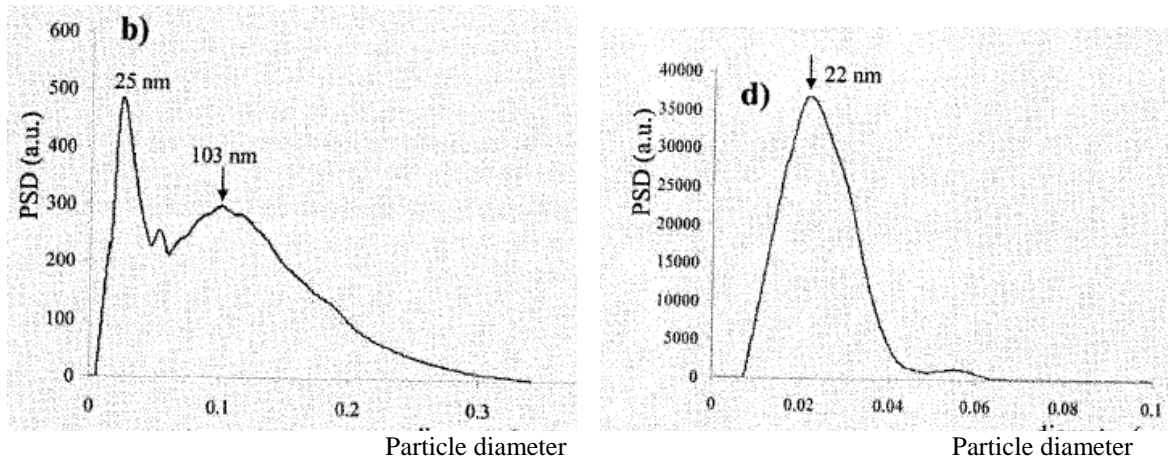 b)
600
500
400
300
200
100
0
PSD (a.u.)
25 nm
103 nm
0 0.1 0.2 0.3
Particle diameter
d)
40000
35000
30000
25000
20000
15000
10000
5000
0
PSD (a.u.)
22 nm
0 0.02 0.04 0.06 0.08 0.1
Particle diameter